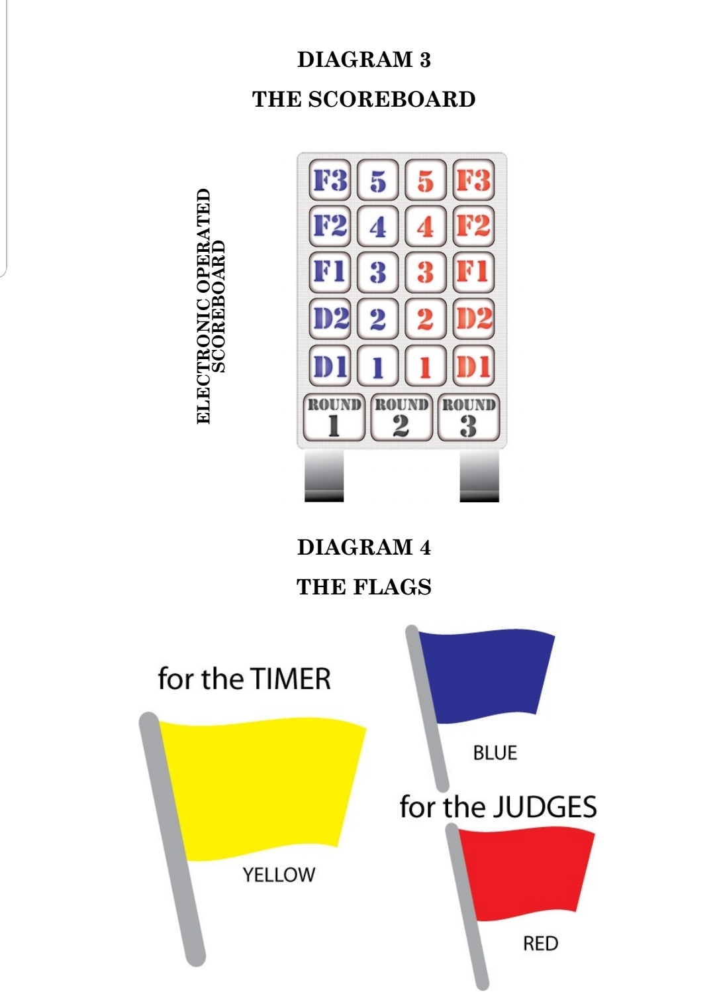 DIAGRAM 3
THE SCOREBOARD
ELECTRONIC OPERATED
SCOREBOARD
F3 5 5 F3
F2 4 4 F2
F1 3 3 F1
D2 2 2 D2
D1 1 1 D1
ROUND ROUND ROUND
1 2 3
DIAGRAM 4
THE FLAGS
for the TIMER
YELLOW
BLUE
for the JUDGES
RED